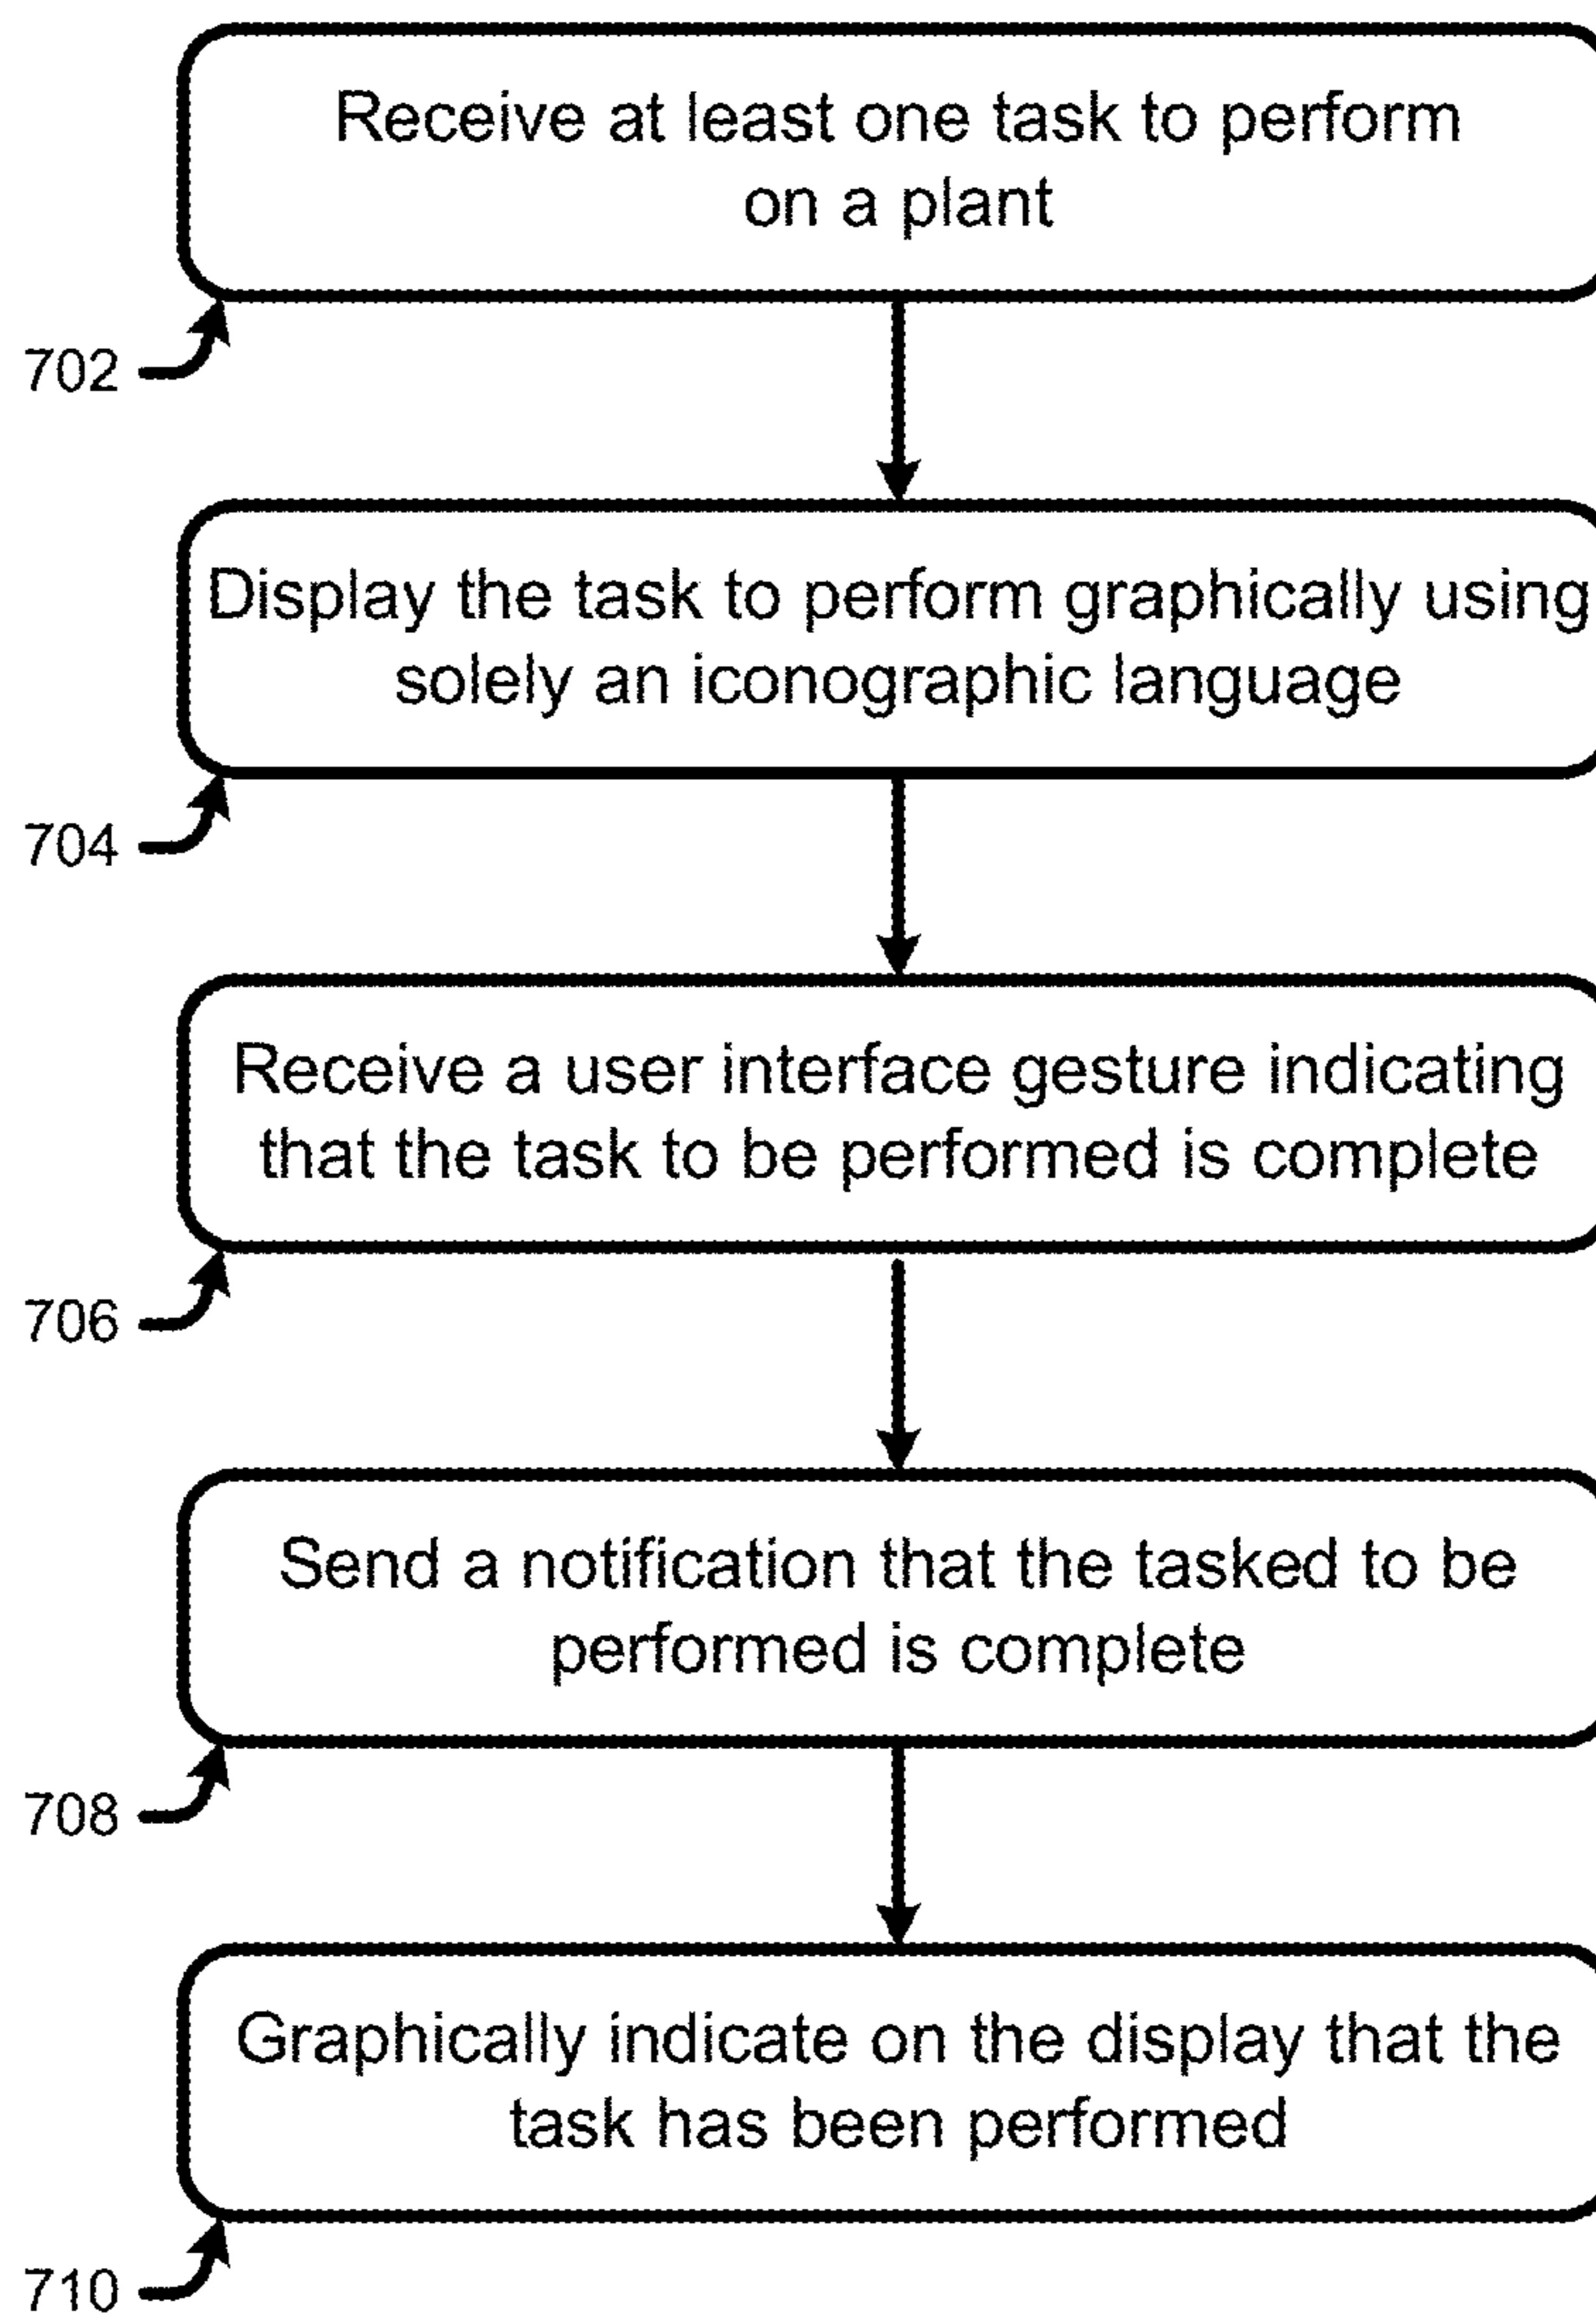 Receive at least one task to perform
on a plant
702
Display the task to perform graphically using
solely an iconographic language
704
Receive a user interface gesture indicating
that the task to be performed is complete
706
Send a notification that the tasked to be
performed is complete
708
Graphically indicate on the display that the
task has been performed
710